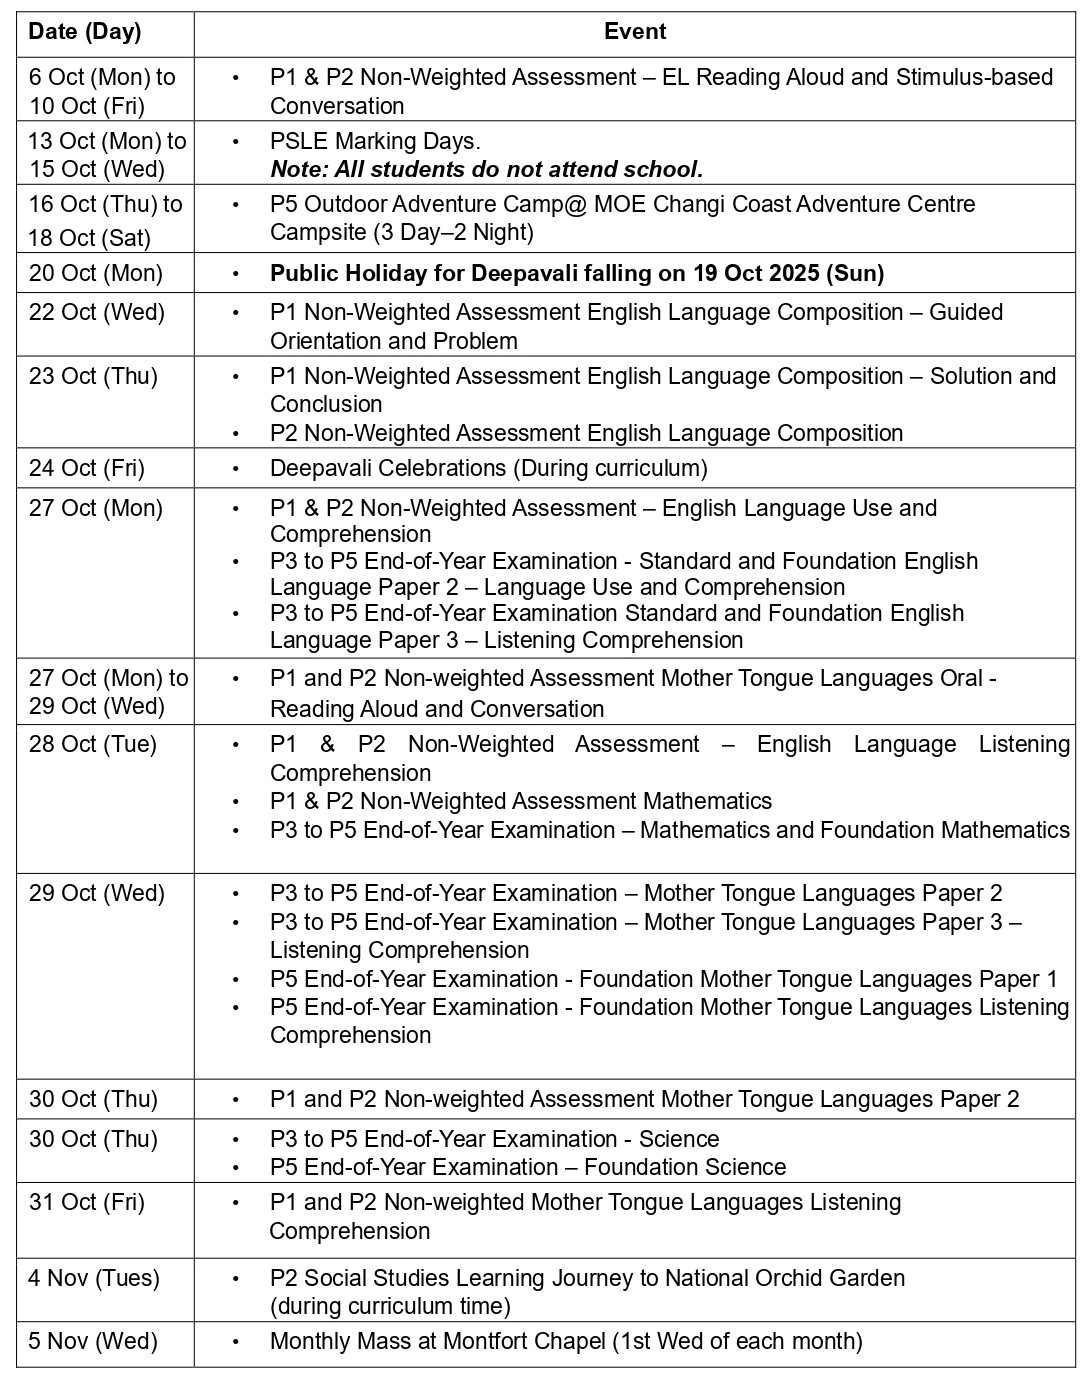 Date (Day) Event
6 Oct (Mon) to
10 Oct (Fri)
• P1 & P2 Non-Weighted Assessment – EL Reading Aloud and Stimulus-based
Conversation
13 Oct (Mon) to
15 Oct (Wed)
• PSLE Marking Days.
Note: All students do not attend school.
16 Oct (Thu) to
18 Oct (Sat)
• P5 Outdoor Adventure Camp@ MOE Changi Coast Adventure Centre
Campsite (3 Day–2 Night)
20 Oct (Mon)
• Public Holiday for Deepavali falling on 19 Oct 2025 (Sun)
22 Oct (Wed)
• P1 Non-Weighted Assessment English Language Composition – Guided
Orientation and Problem
23 Oct (Thu)
• P1 Non-Weighted Assessment English Language Composition – Solution and
Conclusion
• P2 Non-Weighted Assessment English Language Composition
24 Oct (Fri)
• Deepavali Celebrations (During curriculum)
27 Oct (Mon)
• P1 & P2 Non-Weighted Assessment – English Language Use and
Comprehension
• P3 to P5 End-of-Year Examination - Standard and Foundation English
Language Paper 2 – Language Use and Comprehension
• P3 to P5 End-of-Year Examination Standard and Foundation English
Language Paper 3 – Listening Comprehension
27 Oct (Mon) to
29 Oct (Wed)
• P1 and P2 Non-weighted Assessment Mother Tongue Languages Oral -
Reading Aloud and Conversation
28 Oct (Tue)
• P1 & P2 Non-Weighted Assessment – English Language Listening
Comprehension
• P1 & P2 Non-Weighted Assessment Mathematics
• P3 to P5 End-of-Year Examination – Mathematics and Foundation Mathematics
29 Oct (Wed)
• P3 to P5 End-of-Year Examination – Mother Tongue Languages Paper 2
• P3 to P5 End-of-Year Examination – Mother Tongue Languages Paper 3 –
Listening Comprehension
• P5 End-of-Year Examination - Foundation Mother Tongue Languages Paper 1
• P5 End-of-Year Examination - Foundation Mother Tongue Languages Listening
Comprehension
30 Oct (Thu)
• P1 and P2 Non-weighted Assessment Mother Tongue Languages Paper 2
30 Oct (Thu)
• P3 to P5 End-of-Year Examination - Science
• P5 End-of-Year Examination – Foundation Science
31 Oct (Fri)
• P1 and P2 Non-weighted Mother Tongue Languages Listening
Comprehension
4 Nov (Tues)
• P2 Social Studies Learning Journey to National Orchid Garden
(during curriculum time)
5 Nov (Wed)
• Monthly Mass at Montfort Chapel (1st Wed of each month)